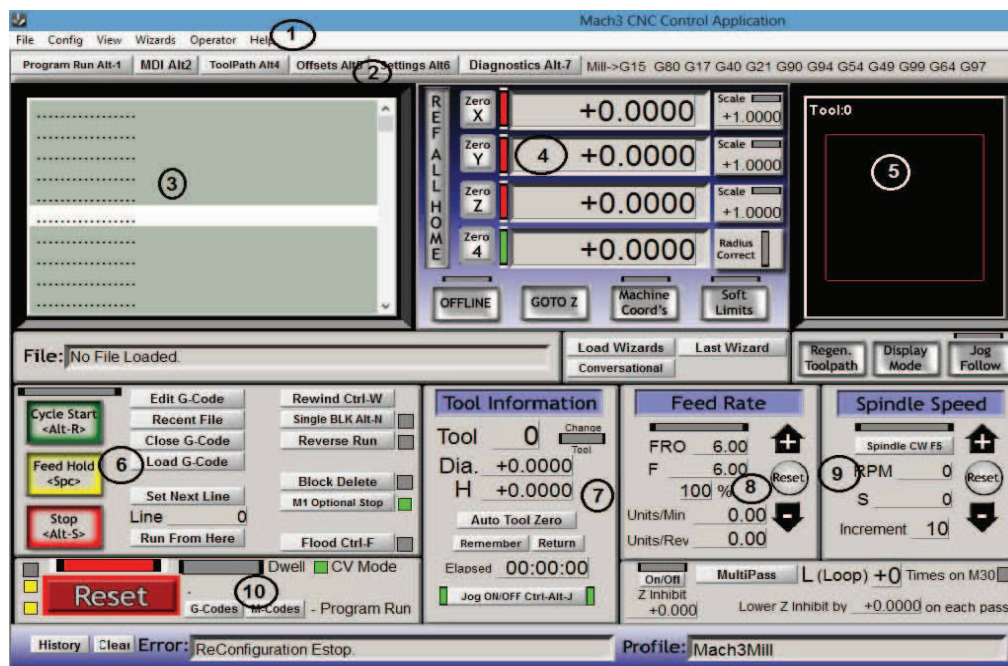 Mach3 CNC Control Application
File Config View Wizards Operator Help
1
Program Run Alt-1 MDI Alt2 ToolPath Alt4 Offsets Alt5 Settings Alt6 Diagnostics Alt-7 Mill->G15 G80 G17 G40 G21 G90 G94 G54 G49 G99 G64 G97
2
..................
..................
..................
..................
..................
..................
..................
..................
..................
..................
3
REF ALL HOME
Zero X +0.0000 Scale +1.0000
Zero Y 4 +0.0000 Scale +1.0000
Zero Z +0.0000 Scale +1.0000
Zero 4 +0.0000 Radius Correct
OFFLINE GOTO Z Machine Coord's Soft Limits
Tool:0
5
File: No File Loaded.
Load Wizards Last Wizard
Conversational
Regen. Toolpath Display Mode Jog Follow
Cycle Start <Alt-R>
Feed Hold <Spc>
Stop <Alt-S>
6
Edit G-Code
Recent File
Close G-Code
Load G-Code
Set Next Line
Line 0
Run From Here
Rewind Ctrl-W
Single BLK Alt-N
Reverse Run
Block Delete
M1 Optional Stop
Flood Ctrl-F
Tool Information
Tool 0 Change Tool
Dia. +0.0000
H +0.0000
7
Auto Tool Zero
Remember Return
Elapsed 00:00:00
Jog ON/OFF Ctrl-Alt-J
Feed Rate
FRO 6.00
F 6.00
100 % 8 Reset
Units/Min 0.00
Units/Rev 0.00
Spindle Speed
Spindle CW F5
9 RPM 0 Reset
S 0
Increment 10
Reset
Dwell CV Mode
10
G-Codes M-Codes - Program Run
On/Off
Z Inhibit
+0.000
MultiPass L (Loop) +0 Times on M30
Lower Z Inhibit by +0.0000 on each pass
History Clear Error: ReConfiguration Estop.
Profile: Mach3Mill